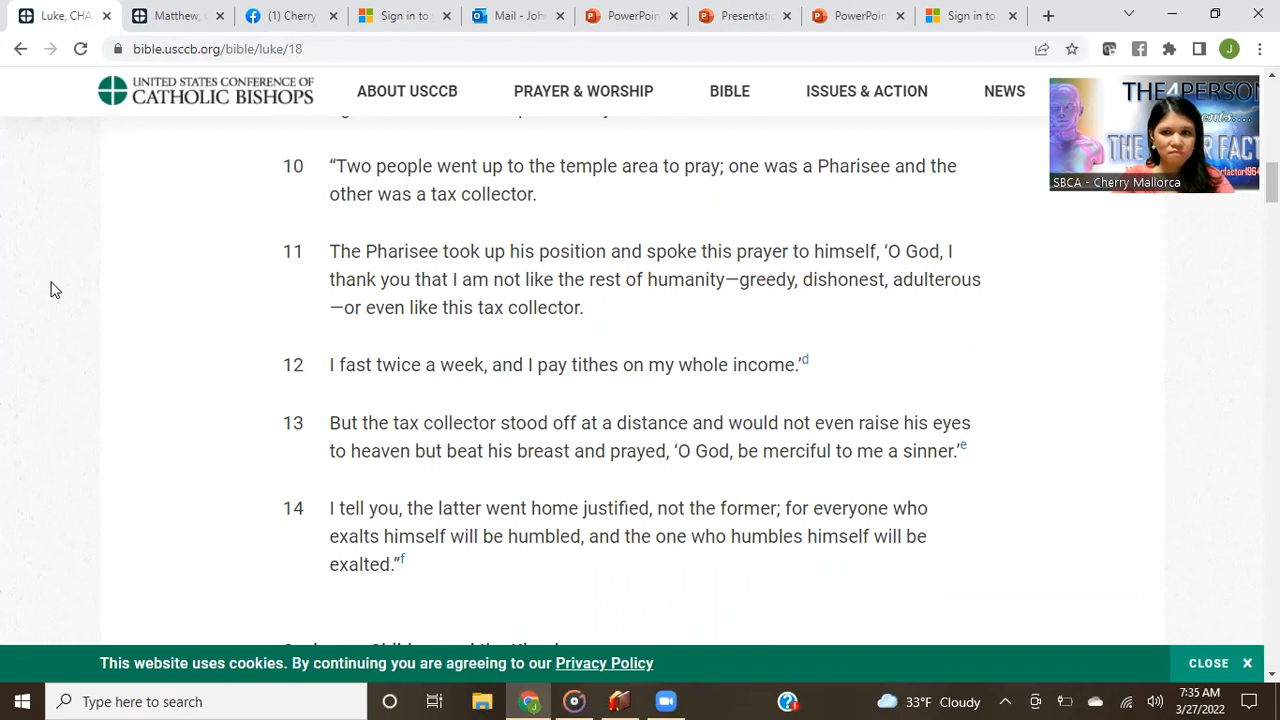 Luke, CHA
Matthew, C
(1) Cherry
Sign in to
Mail - John
PowerPoin
Presentati
PowerPoin
Sign in to
bible.usccb.org/bible/luke/18
J
UNITED STATES CONFERENCE OF
CATHOLIC BISHOPS
ABOUT USCCB
PRAYER & WORSHIP
BIBLE
ISSUES & ACTION
NEWS
THE4PERSON
SBCA - Cherry Mallorca
10 “Two people went up to the temple area to pray; one was a Pharisee and the
other was a tax collector.
11 The Pharisee took up his position and spoke this prayer to himself, ‘O God, I
thank you that I am not like the rest of humanity—greedy, dishonest, adulterous
—or even like this tax collector.
12 I fast twice a week, and I pay tithes on my whole income.’d
13 But the tax collector stood off at a distance and would not even raise his eyes
to heaven but beat his breast and prayed, ‘O God, be merciful to me a sinner.’e
14 I tell you, the latter went home justified, not the former; for everyone who
exalts himself will be humbled, and the one who humbles himself will be
exalted.”f
This website uses cookies. By continuing you are agreeing to our Privacy Policy
CLOSE ×
Type here to search
33°F Cloudy
7:35 AM
3/27/2022